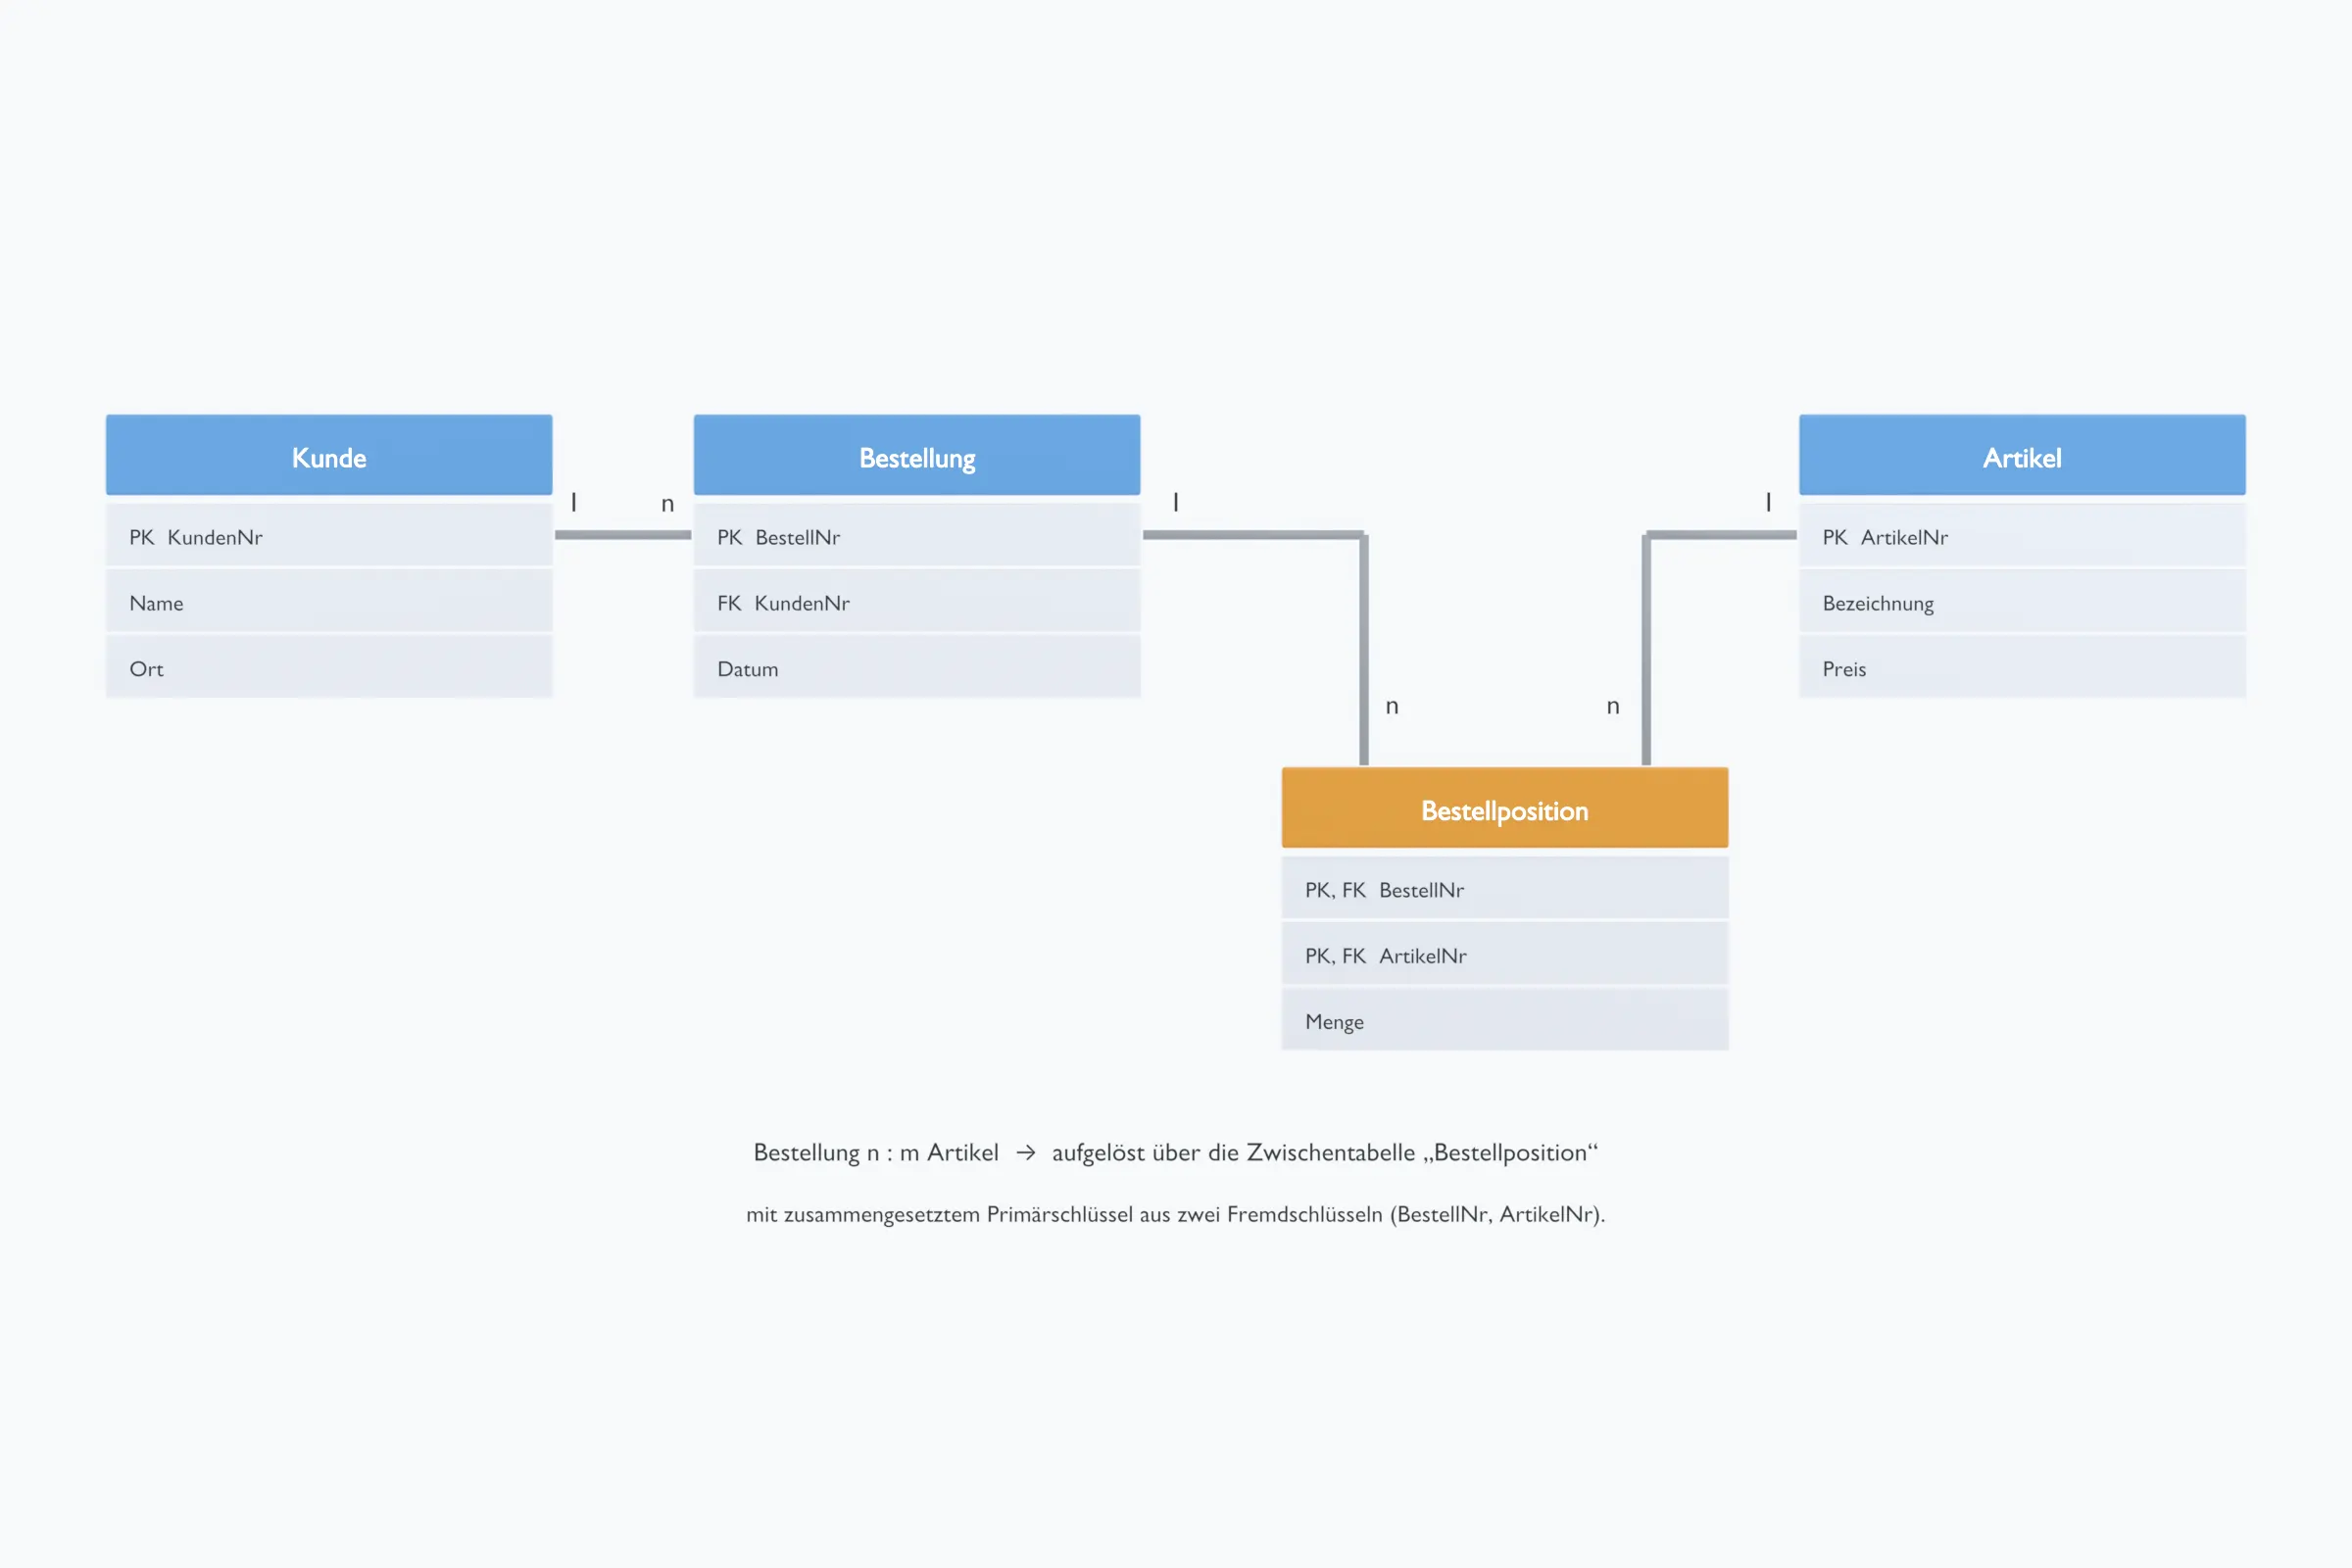 Kunde
PK KundenNr
Name
Ort
1
n
Bestellung
PK BestellNr
FK KundenNr
Datum
1
n
Artikel
PK ArtikelNr
Bezeichnung
Preis
1
n
Bestellposition
PK, FK BestellNr
PK, FK ArtikelNr
Menge
Bestellung n : m Artikel → aufgelöst über die Zwischentabelle „Bestellposition“
mit zusammengesetztem Primärschlüssel aus zwei Fremdschlüsseln (BestellNr, ArtikelNr).